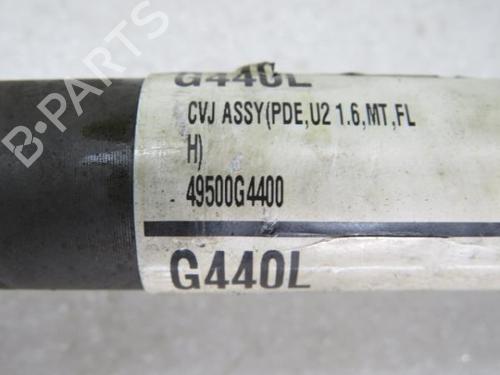 G440L
CVJ ASSY(PDE,U2 1.6,MT,FL
H)
49500G4400
G440L
B-PARTS